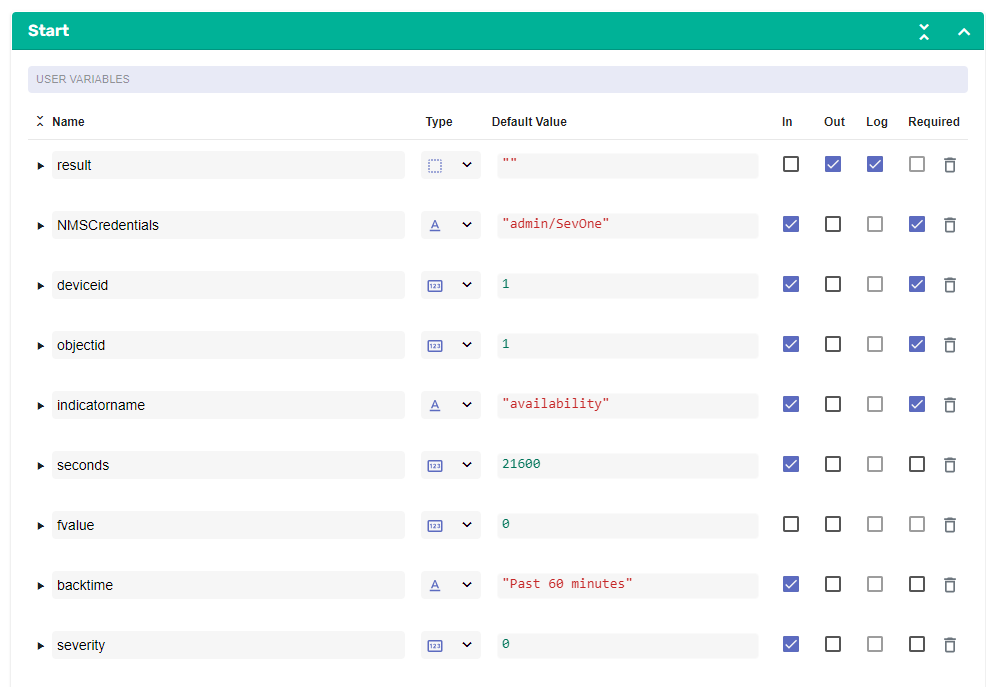 Start
USER VARIABLES
Name Type Default Value In Out Log Required
result ""
NMSCredentials A "admin/SevOne"
deviceid 123 1
objectid 123 1
indicatorname A "availability"
seconds 123 21600
fvalue 123 0
backtime A "Past 60 minutes"
severity 123 0